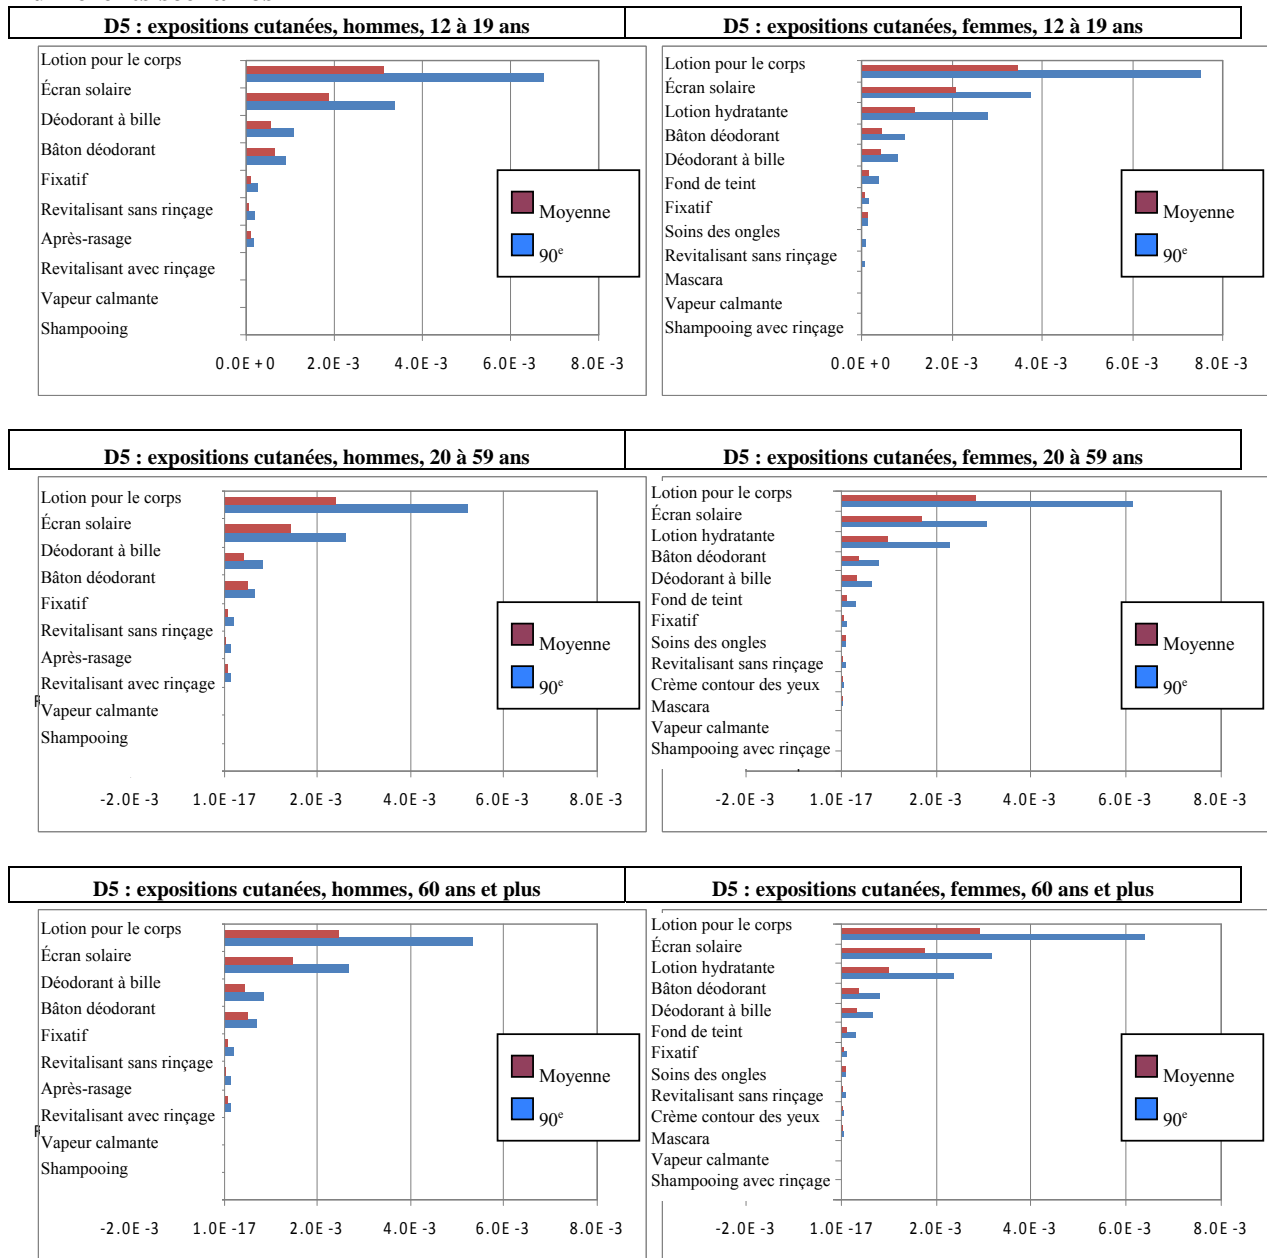 D5 : expositions cutanées, hommes, 12 à 19 ans
D5 : expositions cutanées, femmes, 12 à 19 ans
Lotion pour le corps
Écran solaire
Déodorant à bille
Bâton déodorant
Fixatif
Revitalisant sans rinçage
Après-rasage
Revitalisant avec rinçage
Vapeur calmante
Shampooing
Moyenne
90e
0.0E+0 2.0E-3 4.0E-3 6.0E-3 8.0E-3
Lotion pour le corps
Écran solaire
Lotion hydratante
Bâton déodorant
Déodorant à bille
Fond de teint
Fixatif
Soins des ongles
Revitalisant sans rinçage
Mascara
Vapeur calmante
Shampooing avec rinçage
Moyenne
90e
0.0E+0 2.0E-3 4.0E-3 6.0E-3 8.0E-3
D5 : expositions cutanées, hommes, 20 à 59 ans
D5 : expositions cutanées, femmes, 20 à 59 ans
Lotion pour le corps
Écran solaire
Déodorant à bille
Bâton déodorant
Fixatif
Revitalisant sans rinçage
Après-rasage
Revitalisant avec rinçage
Vapeur calmante
Shampooing
Moyenne
90e
-2.0E-3 1.0E-17 2.0E-3 4.0E-3 6.0E-3 8.0E-3
Lotion pour le corps
Écran solaire
Lotion hydratante
Bâton déodorant
Déodorant à bille
Fond de teint
Fixatif
Soins des ongles
Revitalisant sans rinçage
Crème contour des yeux
Mascara
Vapeur calmante
Shampooing avec rinçage
Moyenne
90e
-2.0E-3 1.0E-17 2.0E-3 4.0E-3 6.0E-3 8.0E-3
D5 : expositions cutanées, hommes, 60 ans et plus
D5 : expositions cutanées, femmes, 60 ans et plus
Lotion pour le corps
Écran solaire
Déodorant à bille
Bâton déodorant
Fixatif
Revitalisant sans rinçage
Après-rasage
Revitalisant avec rinçage
Vapeur calmante
Shampooing
Moyenne
90e
-2.0E-3 1.0E-17 2.0E-3 4.0E-3 6.0E-3 8.0E-3
Lotion pour le corps
Écran solaire
Lotion hydratante
Bâton déodorant
Déodorant à bille
Fond de teint
Fixatif
Soins des ongles
Revitalisant sans rinçage
Crème contour des yeux
Mascara
Vapeur calmante
Shampooing avec rinçage
Moyenne
90e
-2.0E-3 1.0E-17 2.0E-3 4.0E-3 6.0E-3 8.0E-3